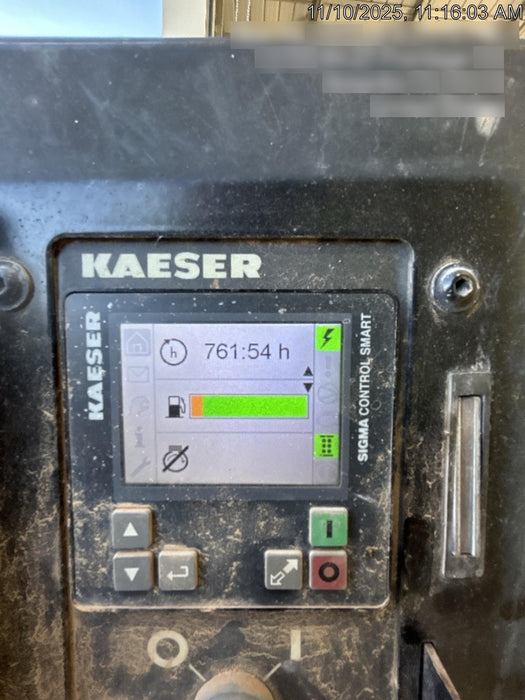 11/10/2025, 11:16:03 AM
KAESER
KAESER
h 761:54 h
SIGMA CONTROL SMART
I
O
O I